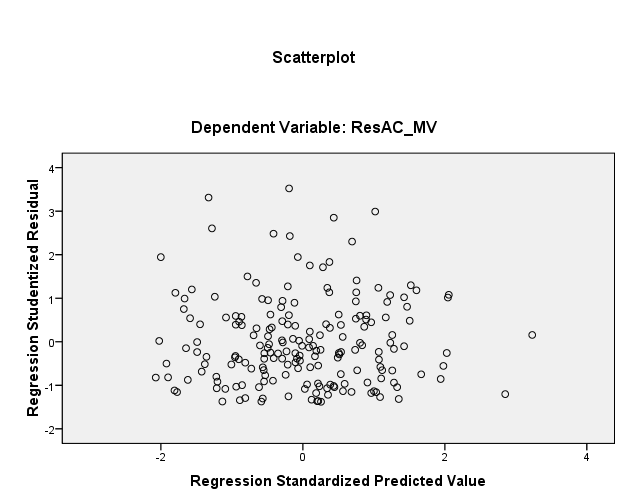 Scatterplot
Dependent Variable: ResAC_MV
Regression Studentized Residual
4
3
2
1
0
-1
-2
-2
0
2
4
Regression Standardized Predicted Value